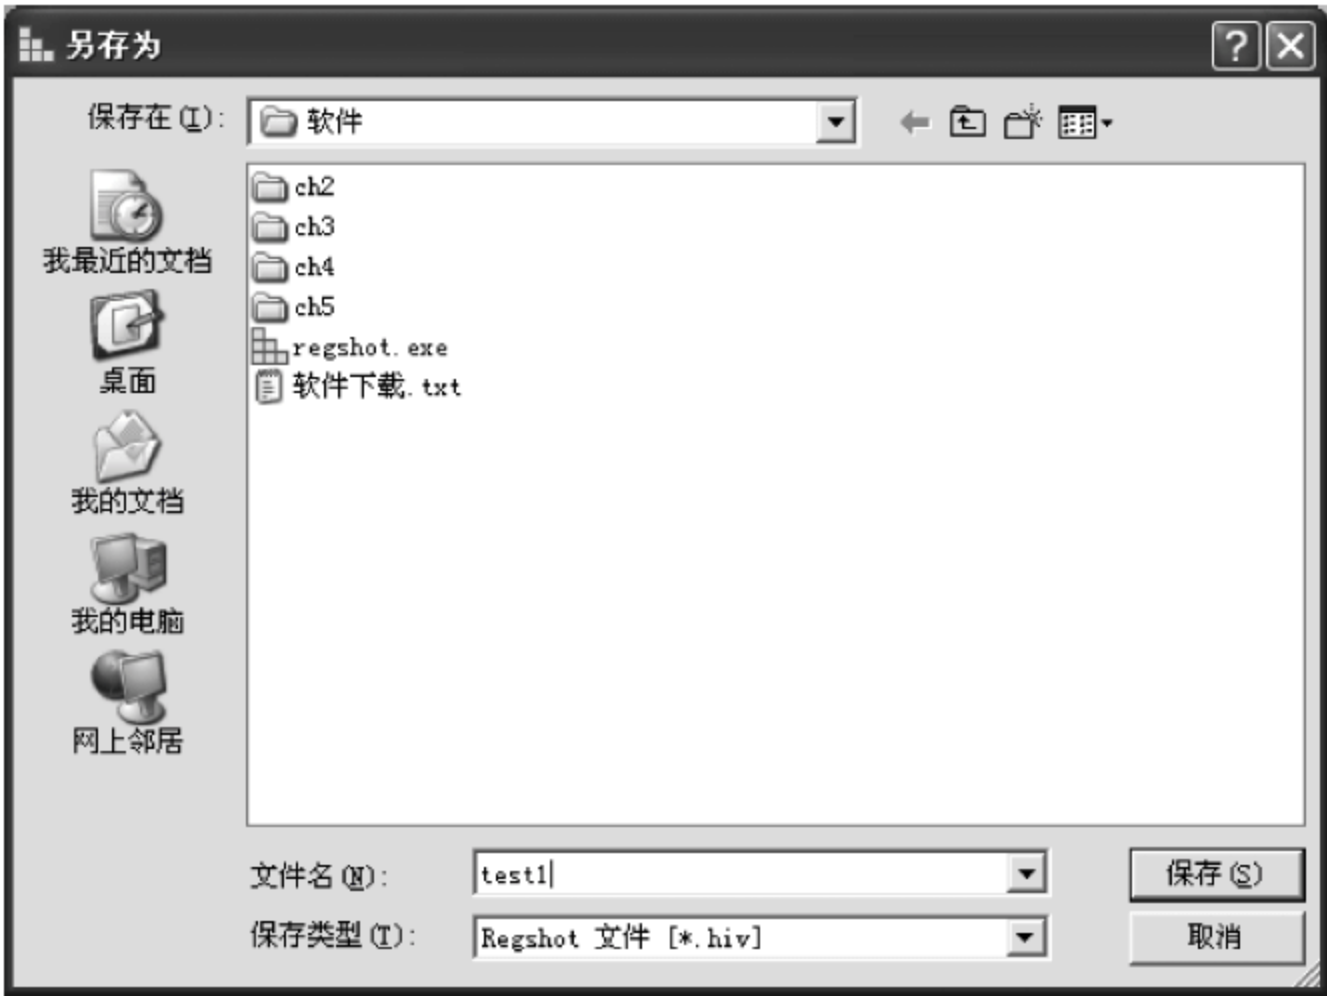 另存为
保存在(I):
软件
我最近的文档
桌面
我的文档
我的电脑
网上邻居
ch2
ch3
ch4
ch5
regshot.exe
软件下载.txt
文件名(N):
test1
保存(S)
保存类型(T):
Regshot 文件 [*.hiv]
取消